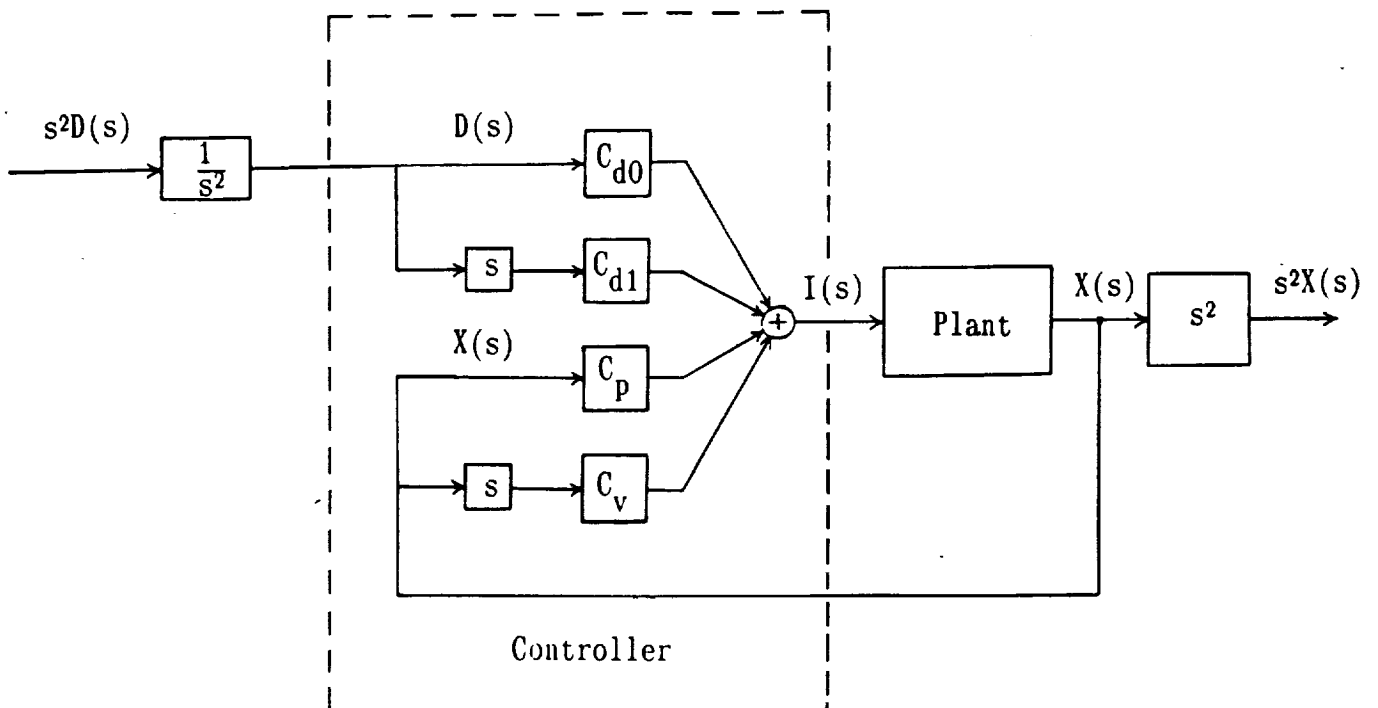 s²D(s)
1
s²
D(s)
C_d0
s
C_d1
X(s)
C_p
s
C_v
+
I(s)
Plant
X(s)
s²
s²X(s)
Controller